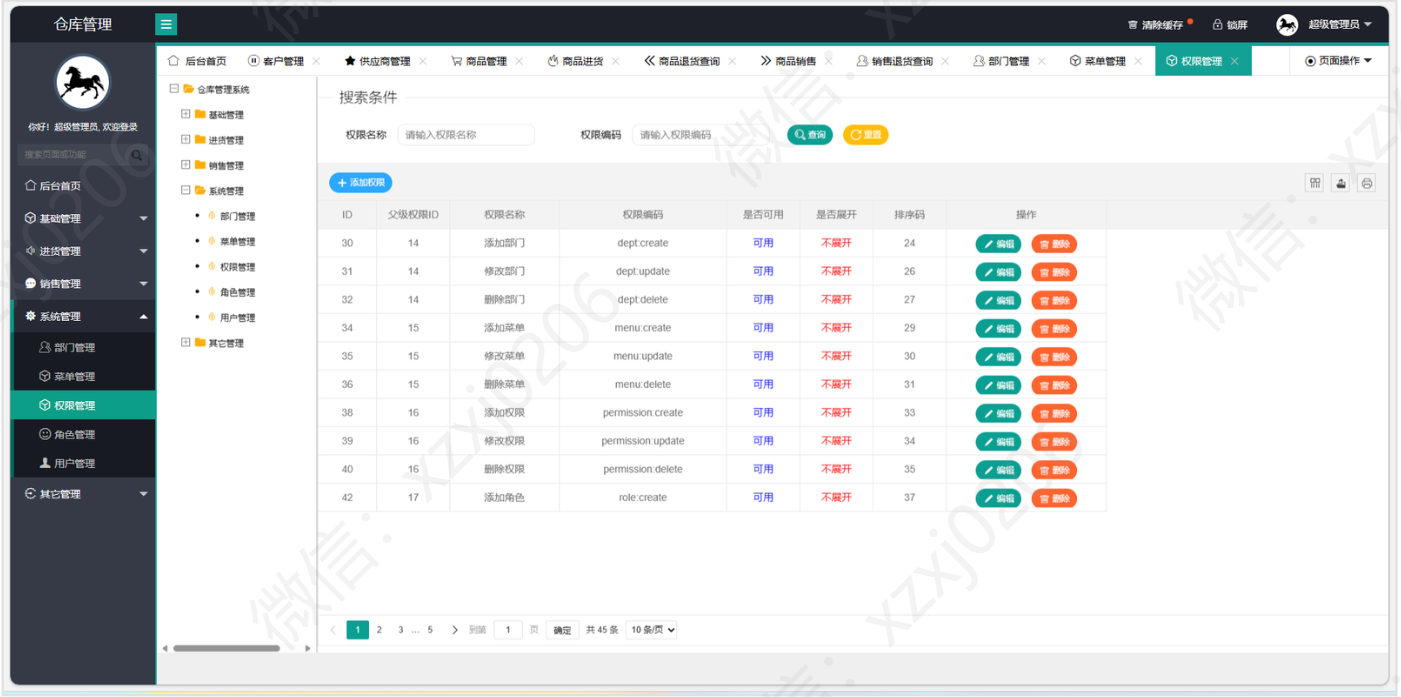 仓库管理
清除缓存
锁屏
超级管理员
你好！超级管理员, 欢迎登录
搜索页面或功能
后台首页
基础管理
进货管理
销售管理
系统管理
部门管理
菜单管理
权限管理
角色管理
用户管理
其它管理
后台首页 客户管理 供应商管理 商品管理 商品进货 商品退货查询 商品销售 销售退货查询 部门管理 菜单管理 权限管理 页面操作
仓库管理系统
基础管理
进货管理
销售管理
系统管理
部门管理
菜单管理
权限管理
角色管理
用户管理
其它管理
搜索条件
权限名称 请输入权限名称 权限编码 请输入权限编码 查询 重置
添加权限
ID 父级权限ID 权限名称 权限编码 是否可用 是否展开 排序码 操作
30 14 添加部门 dept:create 可用 不展开 24 编辑 删除
31 14 修改部门 dept:update 可用 不展开 26 编辑 删除
32 14 删除部门 dept:delete 可用 不展开 27 编辑 删除
34 15 添加菜单 menu:create 可用 不展开 29 编辑 删除
35 15 修改菜单 menu:update 可用 不展开 30 编辑 删除
36 15 删除菜单 menu:delete 可用 不展开 31 编辑 删除
38 16 添加权限 permission:create 可用 不展开 33 编辑 删除
39 16 修改权限 permission:update 可用 不展开 34 编辑 删除
40 16 删除权限 permission:delete 可用 不展开 35 编辑 删除
42 17 添加角色 role:create 可用 不展开 37 编辑 删除
1 2 3 … 5 到第 1 页 确定 共 45 条 10 条/页
微信：xzxj0206